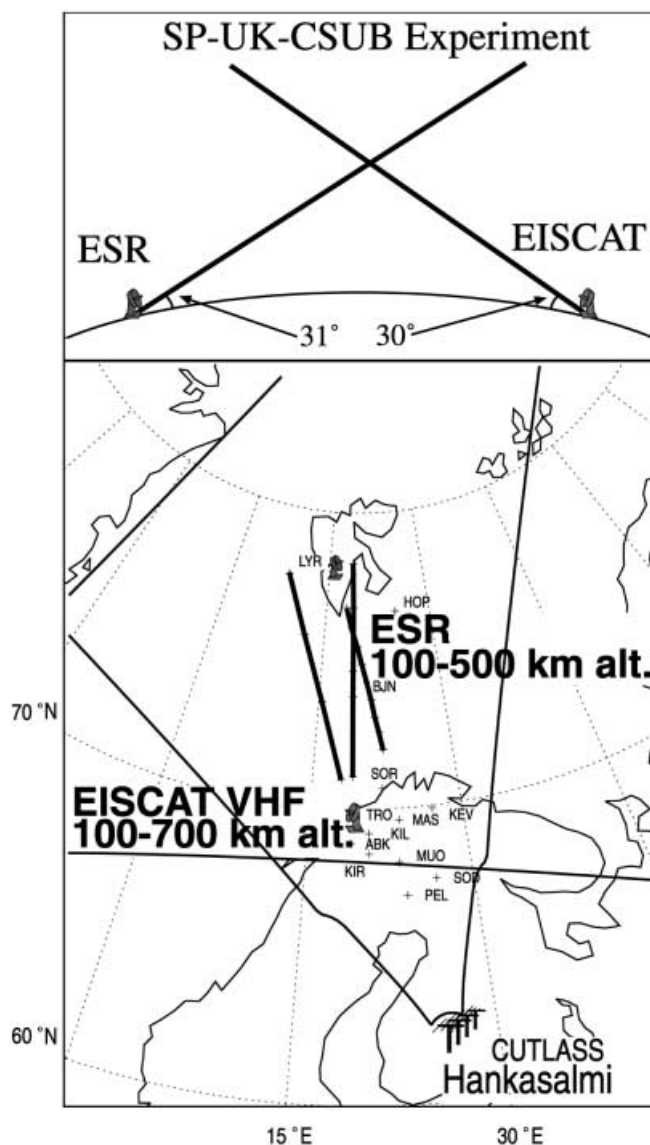 SP-UK-CSUB Experiment
ESR
EISCAT
31°
30°
LYR
HOP
ESR
100-500 km alt.
BJN
70°N
SOR
EISCAT VHF
100-700 km alt.
TRO
MAS
KEV
KIL
ABK
KIR
MUO
SOD
PEL
60°N
CUTLASS
Hankasalmi
15°E
30°E